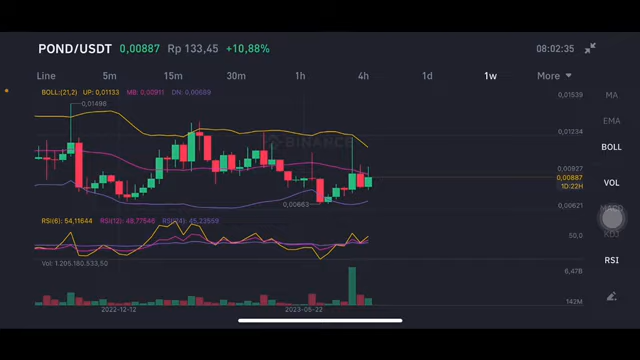 POND/USDT 0,00887 Rp 133,45 +10,88% 08:02:35
Line 5m 15m 30m 1h 4h 1d 1w More
BOLL:(21,2) UP: 0,01133 MB: 0,00911 DN: 0,00689
0,01539
MA
0,01496
EMA
0,01234
BINANCE
BOLL
0,00927
0,00887
1D:22H
VOL
0,00663
0,00621
MACD
RSI(6): 54,11644 RSI(12): 48,77546 RSI(24): 45,23559
KDJ
50,0
RSI
Vol: 1.205.180.533,50
6,47B
142M
2022-12-12 2023-05-22